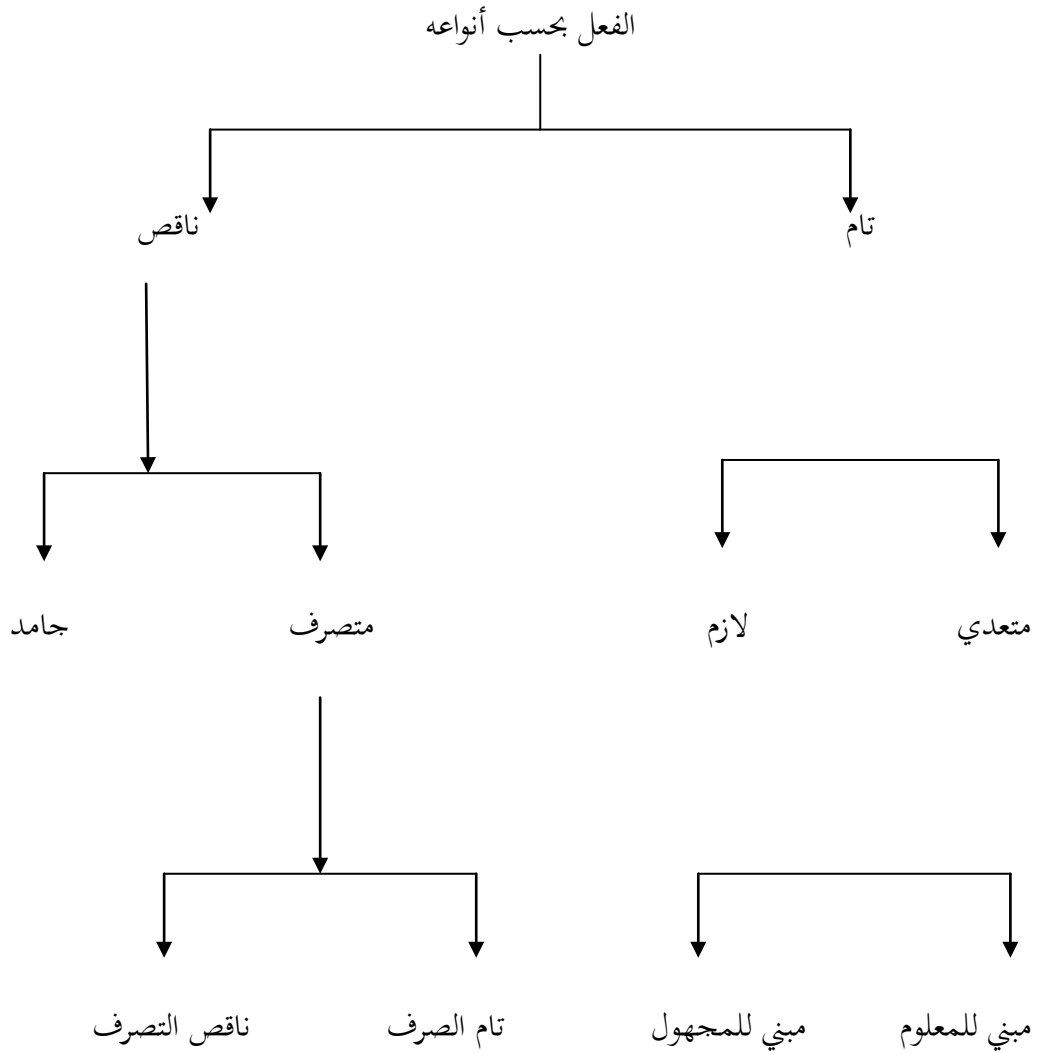 الفعل بحسب أنواعه
تام
ناقص
متعدي
لازم
متصرف
جامد
مبني للمعلوم
مبني للمجهول
تام الصرف
ناقص التصرف